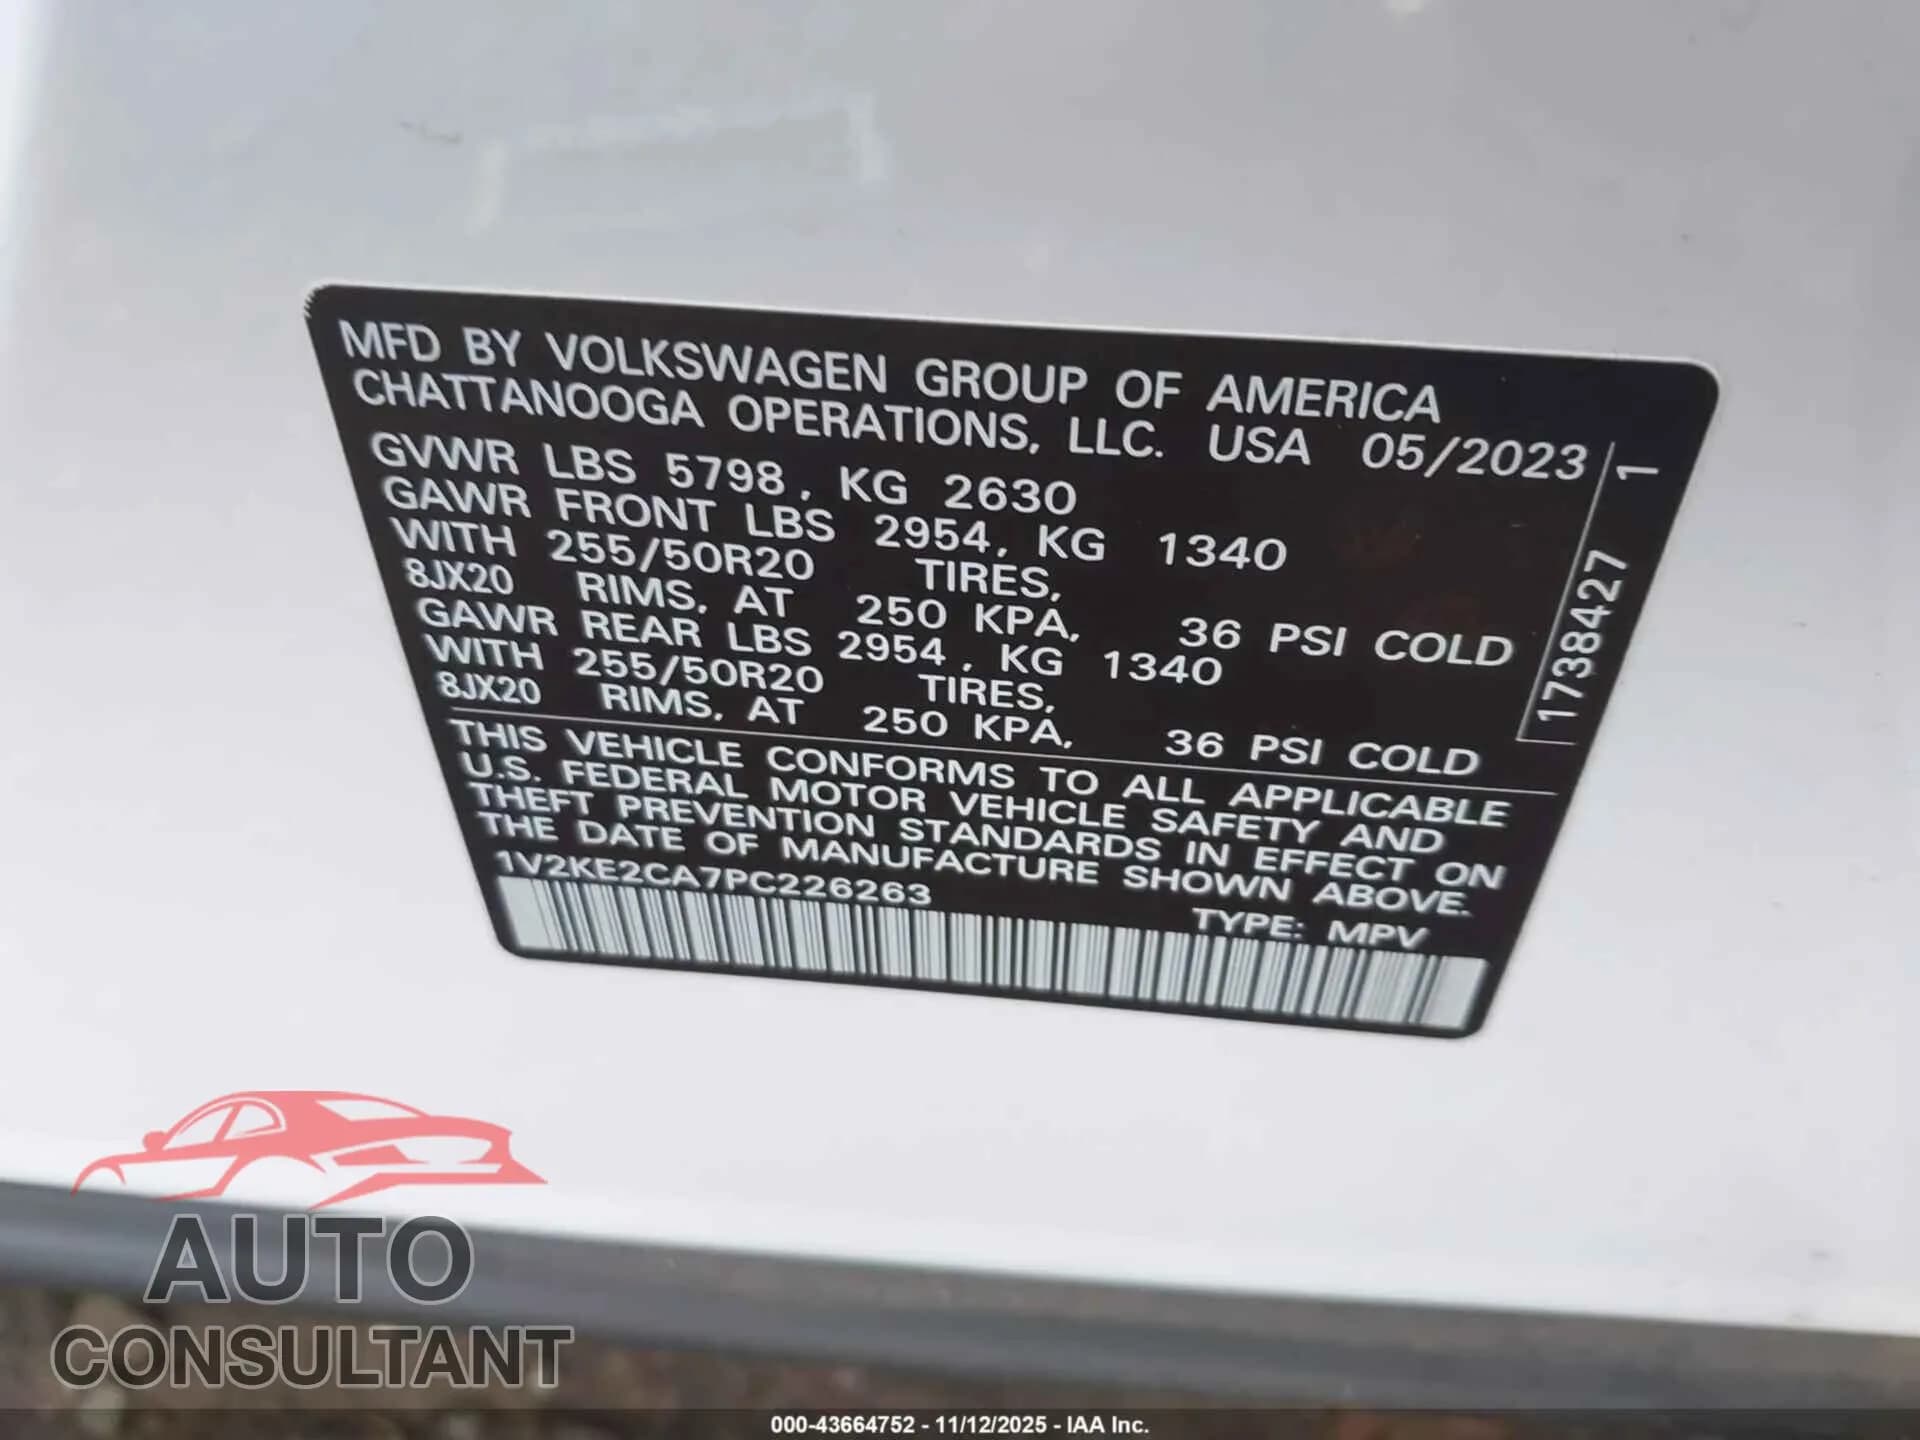 MFD BY VOLKSWAGEN GROUP OF AMERICA
CHATTANOOGA OPERATIONS, LLC. USA 05/2023
GVWR LBS 5798, KG 2630
GAWR FRONT LBS 2954, KG 1340
WITH 255/50R20 TIRES,
8JX20 RIMS, AT 250 KPA, 36 PSI COLD
GAWR REAR LBS 2954, KG 1340
WITH 255/50R20 TIRES,
8JX20 RIMS, AT 250 KPA, 36 PSI COLD
1738427 1
THIS VEHICLE CONFORMS TO ALL APPLICABLE
U.S. FEDERAL MOTOR VEHICLE SAFETY AND
THEFT PREVENTION STANDARDS IN EFFECT ON
THE DATE OF MANUFACTURE SHOWN ABOVE.
1V2KE2CA7PC226263
TYPE: MPV
AUTO
CONSULTANT
000-43664752 - 11/12/2025 - IAA Inc.